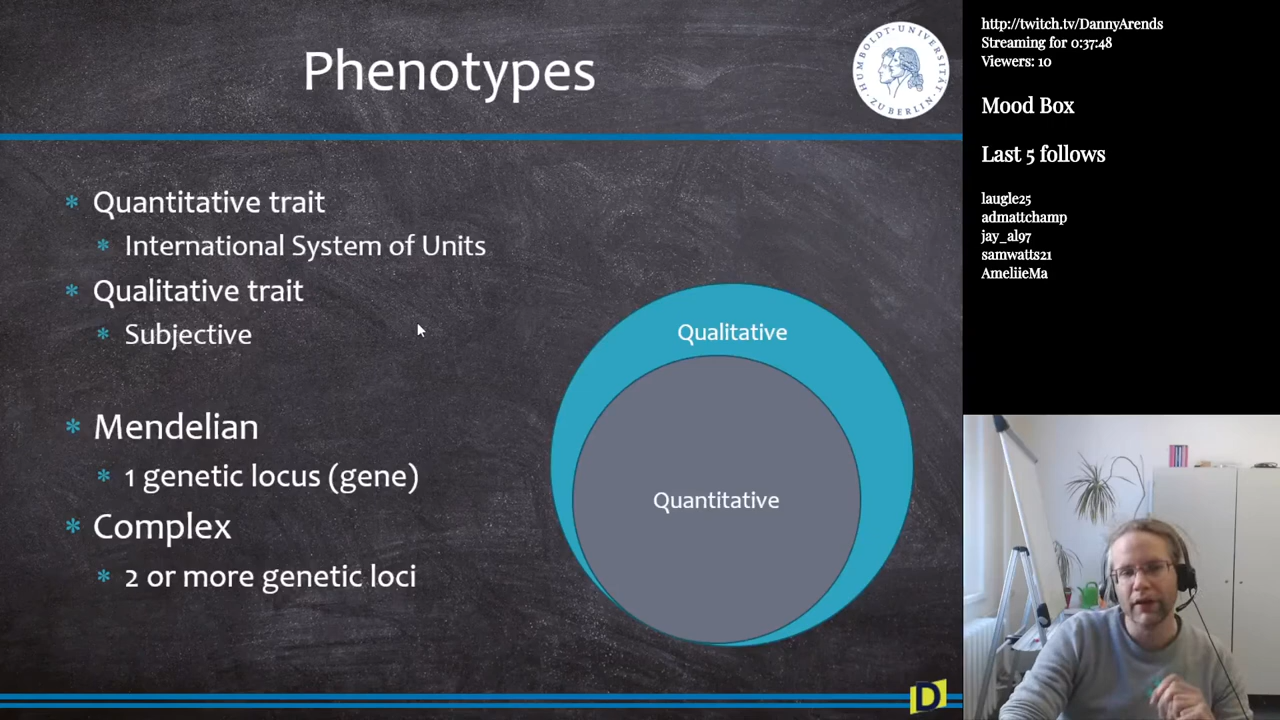 Phenotypes
HUMBOLDT-UNIVERSITÄT ZU BERLIN
* Quantitative trait
* International System of Units
* Qualitative trait
* Subjective
* Mendelian
* 1 genetic locus (gene)
* Complex
* 2 or more genetic loci
Qualitative
Quantitative
D
http://twitch.tv/DannyArends
Streaming for 0:37:48
Viewers: 10
Mood Box
Last 5 follows
laugle25
admattchamp
jay_al97
samwatts21
AmeliieMa